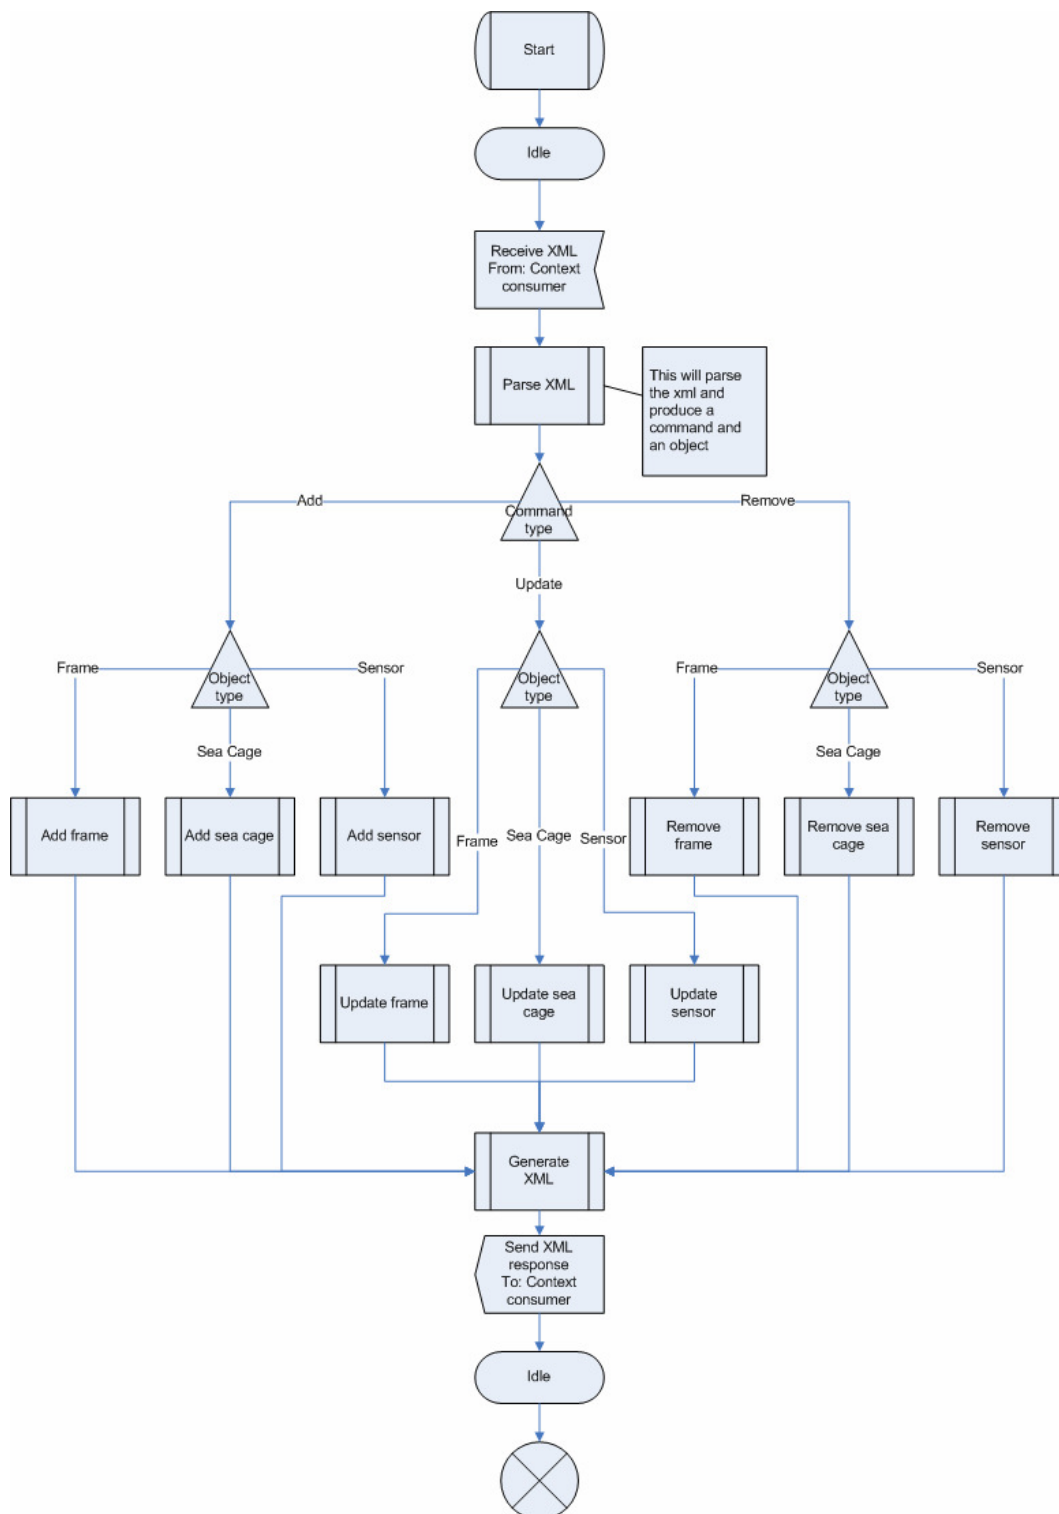 Start
Idle
Receive XML
From: Context
consumer
Parse XML
This will parse
the xml and
produce a
command and
an object
Add
Command
type
Remove
Update
Frame
Object
type
Sensor
Sea Cage
Object
type
Frame
Object
type
Sensor
Sea Cage
Add frame
Add sea cage
Add sensor
Frame
Sea Cage
Sensor
Remove
frame
Remove sea
cage
Remove
sensor
Update frame
Update sea
cage
Update
sensor
Generate
XML
Send XML
response
To: Context
consumer
Idle